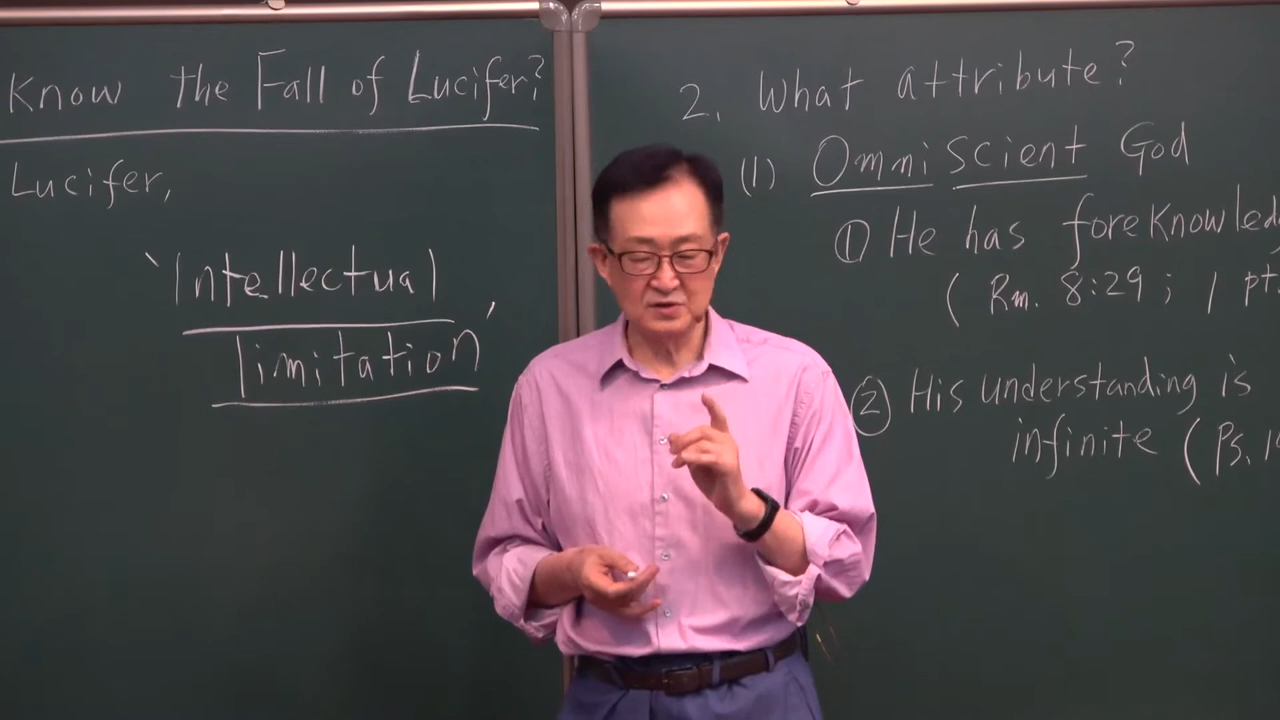 Know the Fall of Lucifer?
Lucifer,
'Intellectual
limitation'
2. What attribute?
(1) Omniscient God
① He has foreknowled
( Rm. 8:29 ; 1 pt
② His understanding is
infinite ( Ps. 1